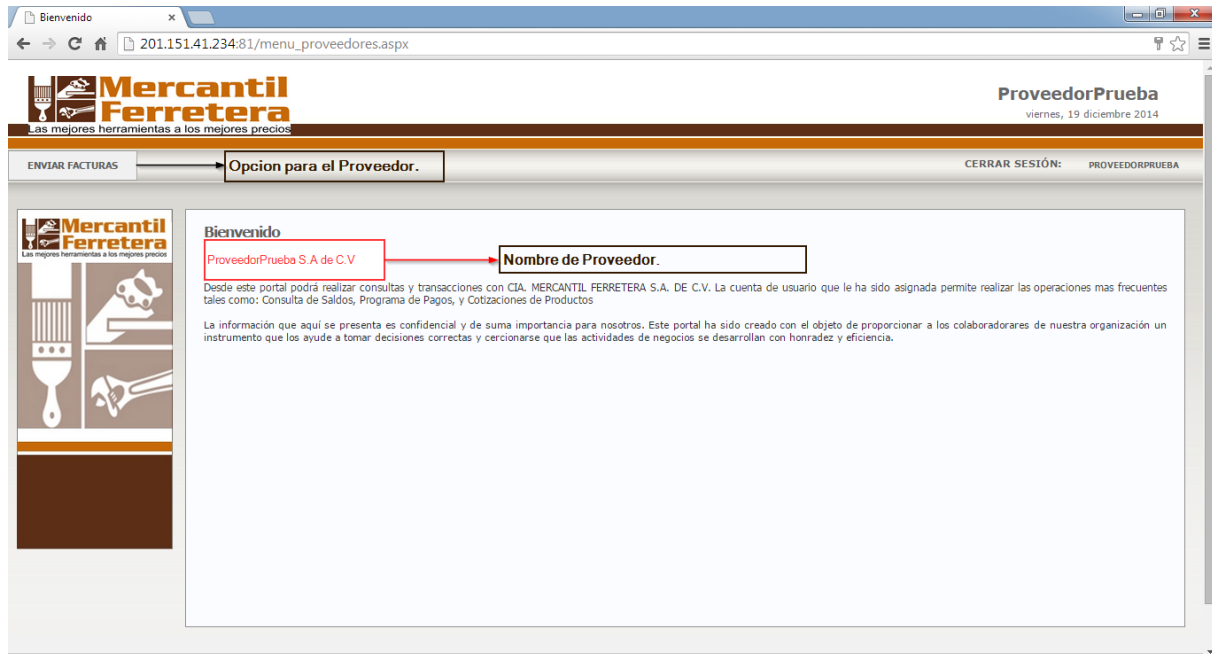 Bienvenido
201.151.41.234:81/menu_proveedores.aspx
Mercantil
Ferretera
Las mejores herramientas a los mejores precios
ProveedorPrueba
viernes, 19 diciembre 2014
ENVIAR FACTURAS
Opcion para el Proveedor.
CERRAR SESIÓN: PROVEEDORPRUEBA
Mercantil
Ferretera
Las mejores herramientas a los mejores precios
Bienvenido
ProveedorPrueba S.A de C.V
Nombre de Proveedor.
Desde este portal podrá realizar consultas y transacciones con CIA. MERCANTIL FERRETERA S.A. DE C.V. La cuenta de usuario que le ha sido asignada permite realizar las operaciones mas frecuentes
tales como: Consulta de Saldos, Programa de Pagos, y Cotizaciones de Productos
La información que aquí se presenta es confidencial y de suma importancia para nosotros. Este portal ha sido creado con el objeto de proporcionar a los colaboradorares de nuestra organización un
instrumento que los ayude a tomar decisiones correctas y cercionarse que las actividades de negocios se desarrollan con honradez y eficiencia.